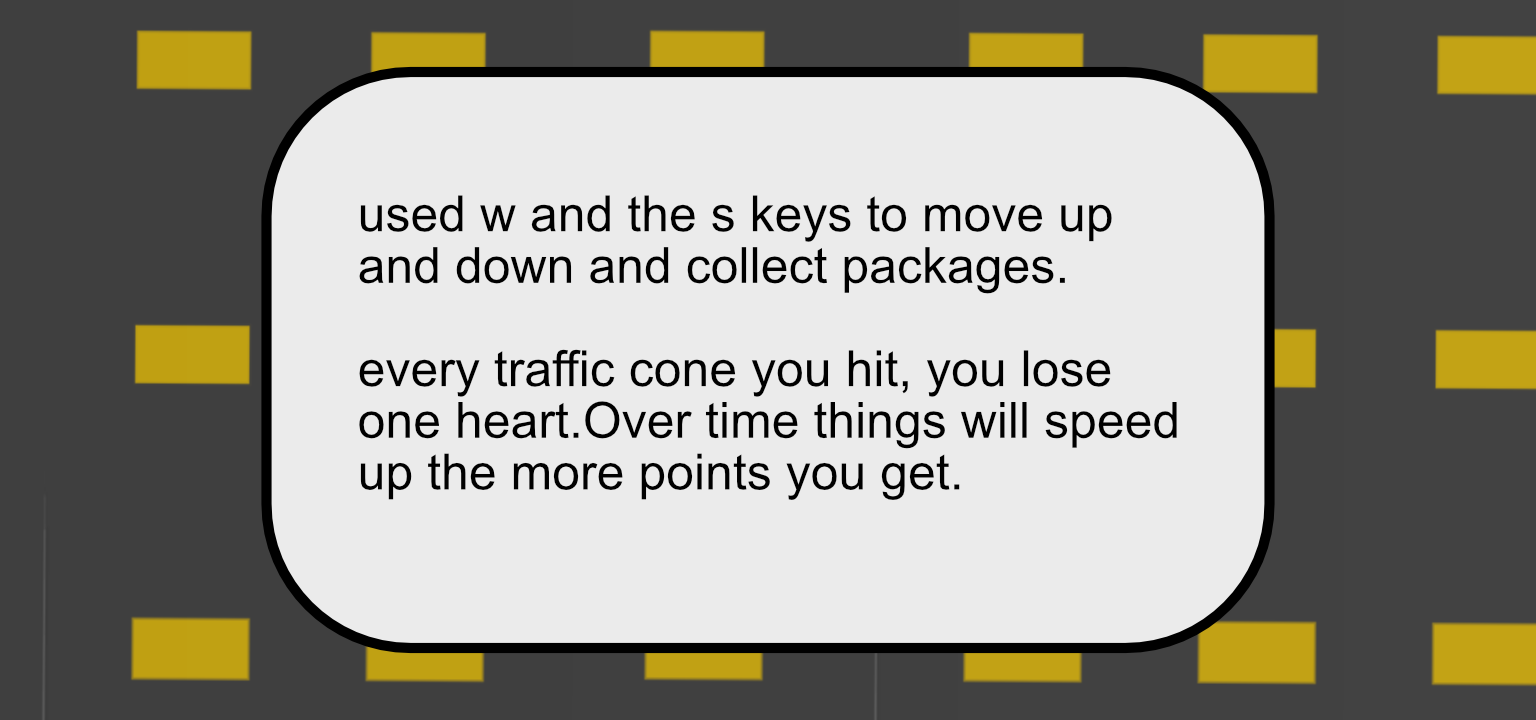 used w and the s keys to move up
and down and collect packages.
every traffic cone you hit, you lose
one heart.Over time things will speed
up the more points you get.